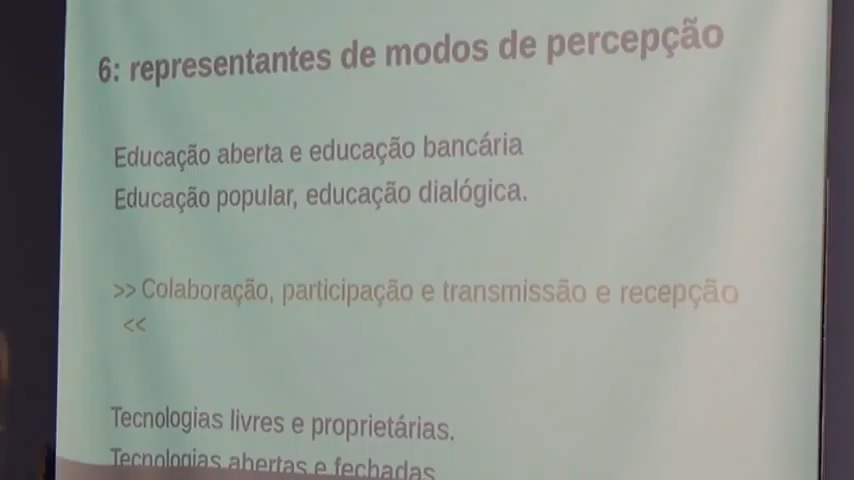 6: representantes de modos de percepção
Educação aberta e educação bancária
Educação popular, educação dialógica.
>> Colaboração, participação e transmissão e recepção
<<
Tecnologias livres e proprietárias.
Tecnologias abertas e fechadas